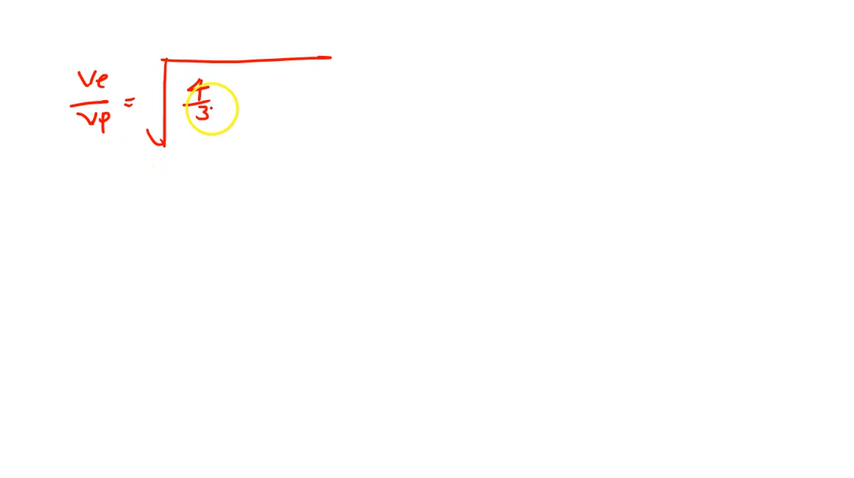 Ve/Vp = √(4/3)